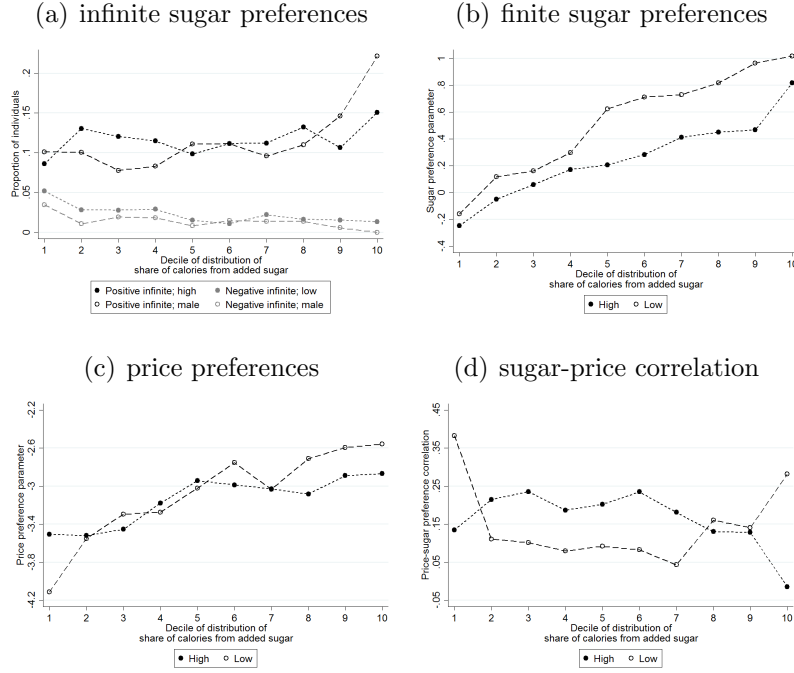 (a) infinite sugar preferences
Proportion of individuals
0 .05 .1 .15 .2
1 2 3 4 5 6 7 8 9 10
Decile of distribution of
share of calories from added sugar
Positive infinite; high Negative infinite; low
Positive infinite; male Negative infinite; male
(b) finite sugar preferences
Sugar preference parameter
-.4 -.2 0 .2 .4 .6 .8 1
1 2 3 4 5 6 7 8 9 10
Decile of distribution of
share of calories from added sugar
High Low
(c) price preferences
Price preference parameter
-4.2 -3.8 -3.4 -3 -2.6 -2.2
1 2 3 4 5 6 7 8 9 10
Decile of distribution of
share of calories from added sugar
High Low
(d) sugar-price correlation
Price-sugar preference correlation
-.05 .05 .15 .25 .35 .45
1 2 3 4 5 6 7 8 9 10
Decile of distribution of
share of calories from added sugar
High Low